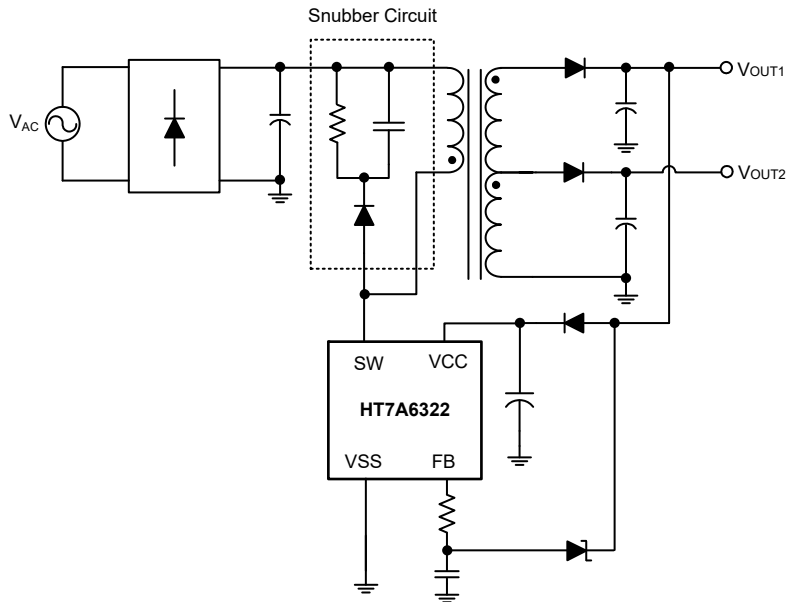 Snubber Circuit
VAC
VOUT1
VOUT2
SW
VCC
HT7A6322
VSS
FB